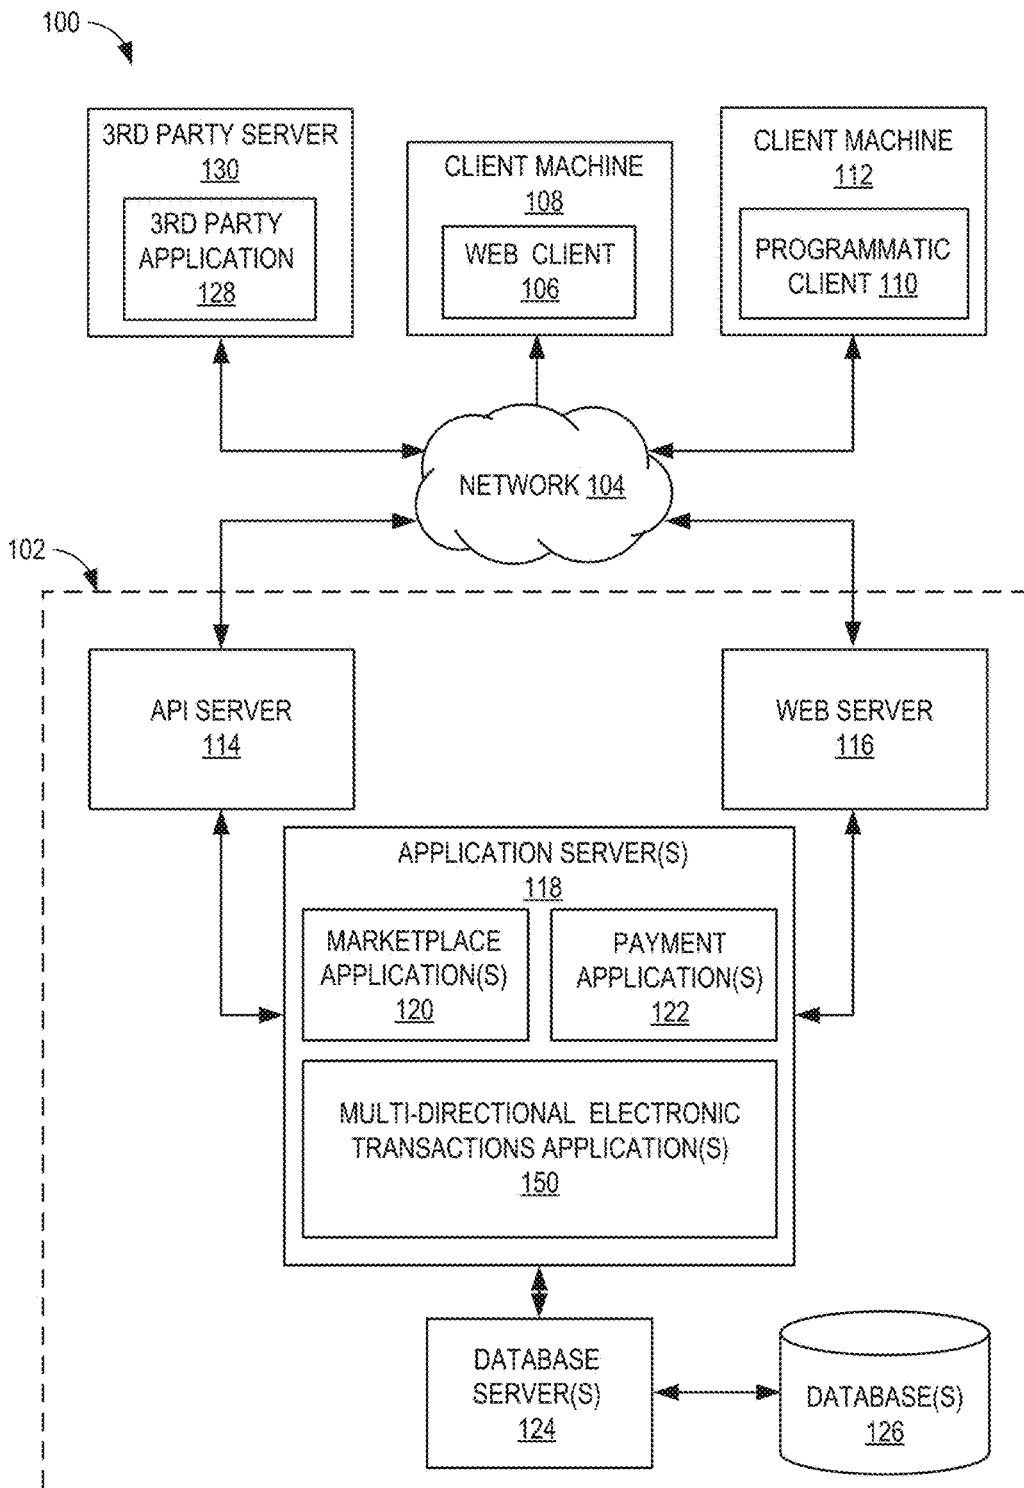 100
3RD PARTY SERVER
130
3RD PARTY
APPLICATION
128
CLIENT MACHINE
108
WEB CLIENT
106
CLIENT MACHINE
112
PROGRAMMATIC
CLIENT 110
NETWORK 104
102
API SERVER
114
WEB SERVER
116
APPLICATION SERVER(S)
118
MARKETPLACE
APPLICATION(S)
120
PAYMENT
APPLICATION(S)
122
MULTI-DIRECTIONAL ELECTRONIC
TRANSACTIONS APPLICATION(S)
150
DATABASE
SERVER(S)
124
DATABASE(S)
126